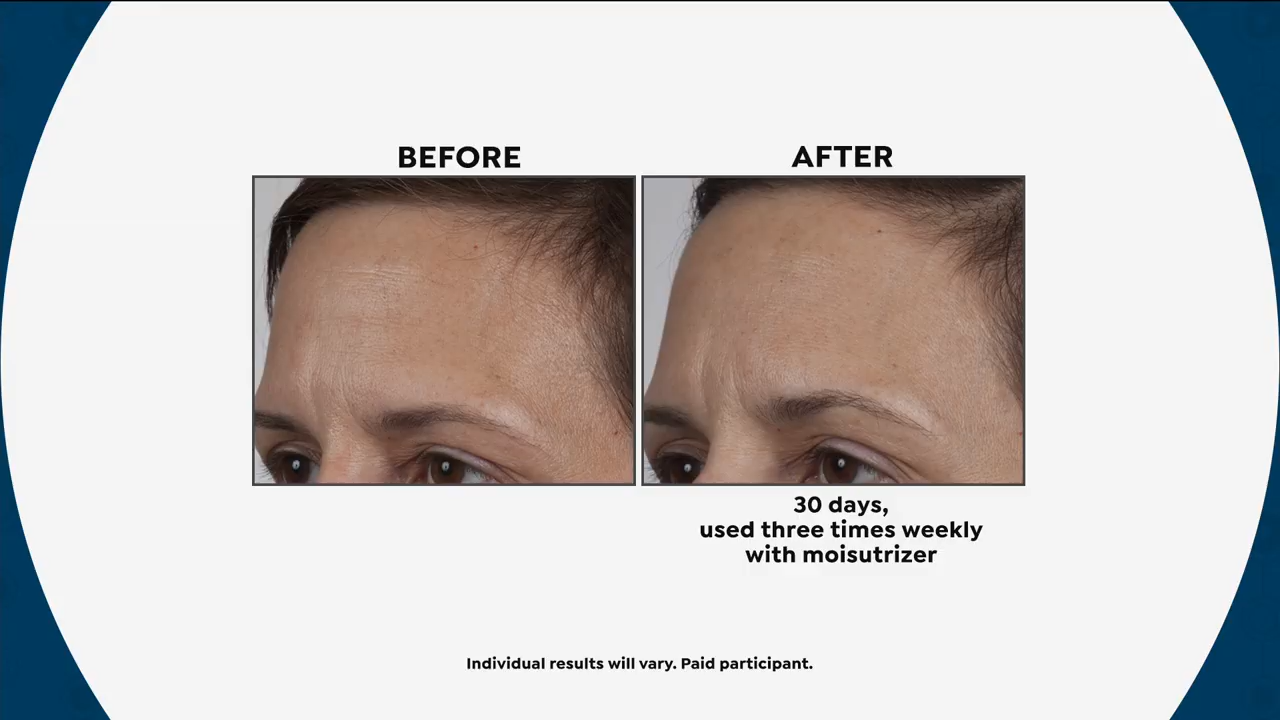 BEFORE
AFTER
30 days,
used three times weekly
with moisutrizer
Individual results will vary. Paid participant.